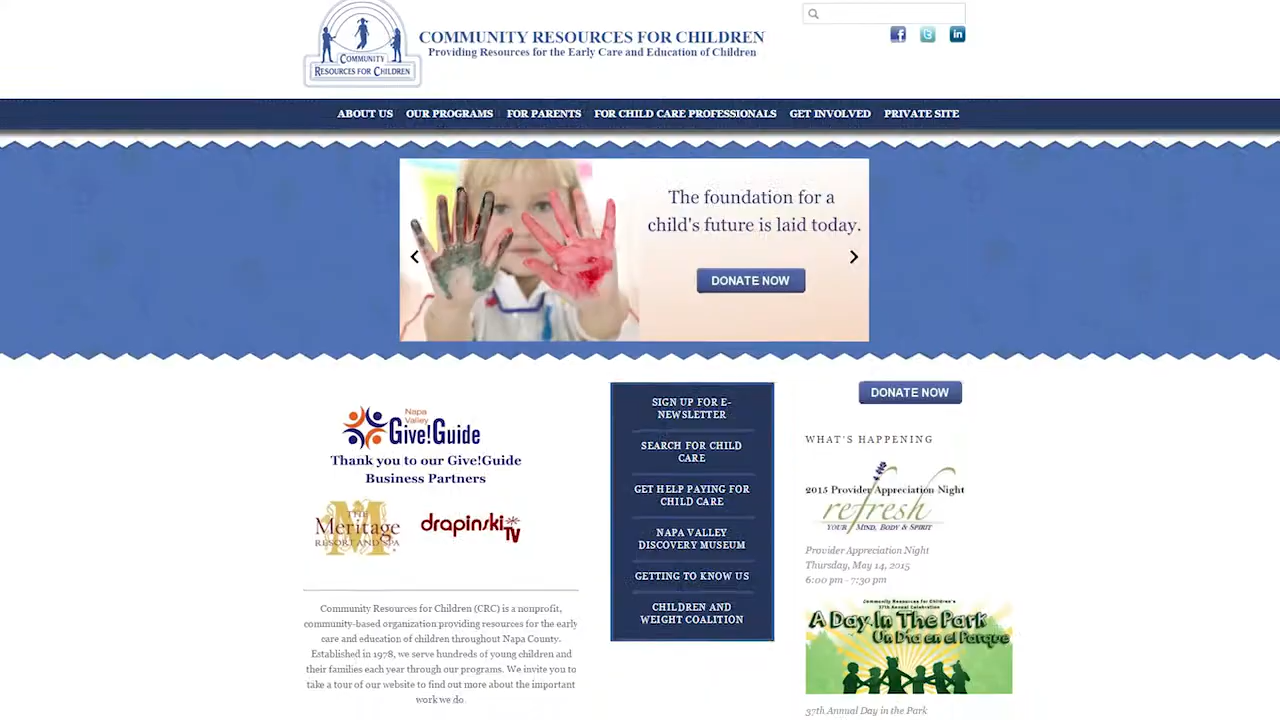 COMMUNITY RESOURCES FOR CHILDREN
Providing Resources for the Early Care and Education of Children
COMMUNITY
RESOURCES FOR CHILDREN
ABOUT US OUR PROGRAMS FOR PARENTS FOR CHILD CARE PROFESSIONALS GET INVOLVED PRIVATE SITE
The foundation for a
child's future is laid today.
DONATE NOW
Napa
Valley
Give!Guide
Thank you to our Give!Guide
Business Partners
THE
Meritage
RESORT AND SPA
drapinski
TV
Community Resources for Children (CRC) is a nonprofit,
community-based organization providing resources for the early
care and education of children throughout Napa County.
Established in 1978, we serve hundreds of young children and
their families each year through our programs. We invite you to
take a tour of our website to find out more about the important
work we do
SIGN UP FOR E-
NEWSLETTER
SEARCH FOR CHILD
CARE
GET HELP PAYING FOR
CHILD CARE
NAPA VALLEY
DISCOVERY MUSEUM
GETTING TO KNOW US
CHILDREN AND
WEIGHT COALITION
DONATE NOW
WHAT'S HAPPENING
2015 Provider Appreciation Night
refresh
YOUR MIND, BODY & SPIRIT
Provider Appreciation Night
Thursday, May 14, 2015
6:00 pm - 7:30 pm
Community Resources for Children's
37th Annual Celebration
A Day In The Park
Un Día en el Parque
37th Annual Day in the Park